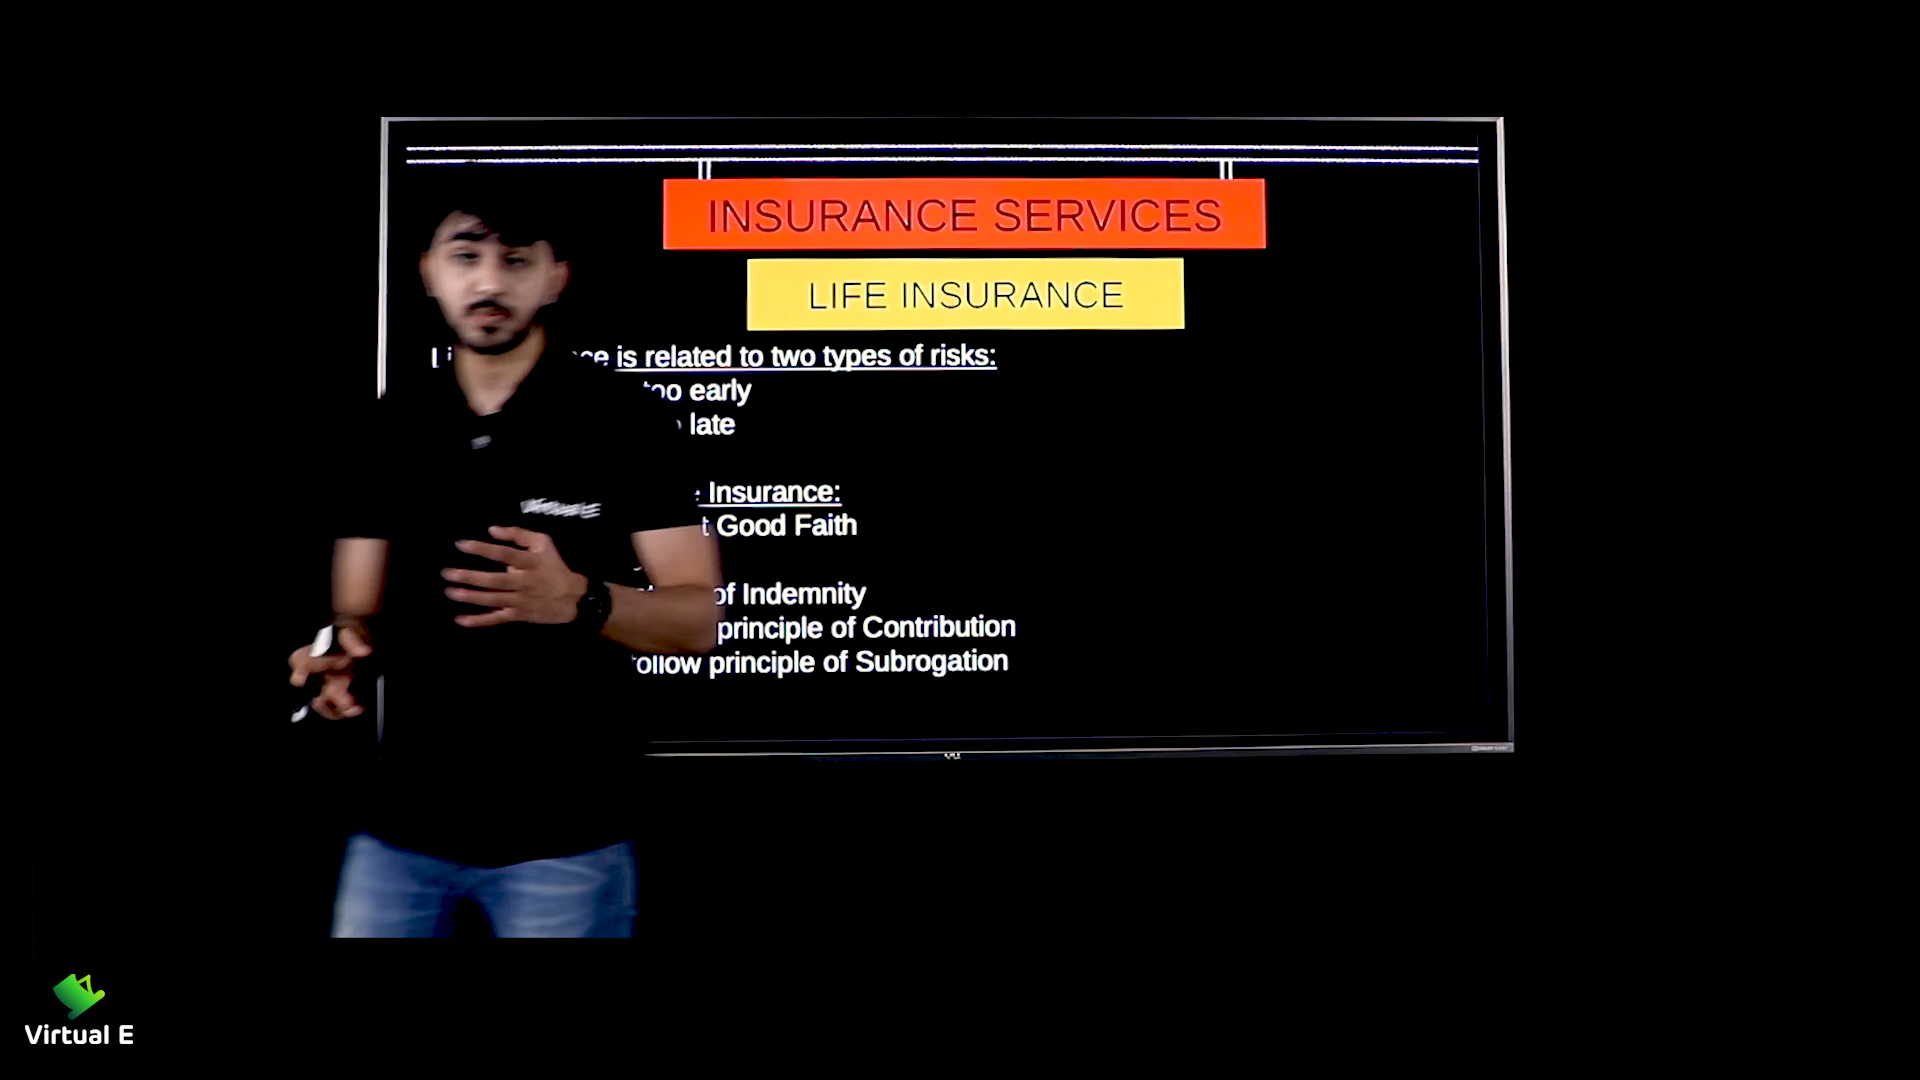 INSURANCE SERVICES
LIFE INSURANCE
is related to two types of risks:
early
late
Insurance:
Good Faith
of Indemnity
principle of Contribution
principle of Subrogation
Virtual E
Virtual E